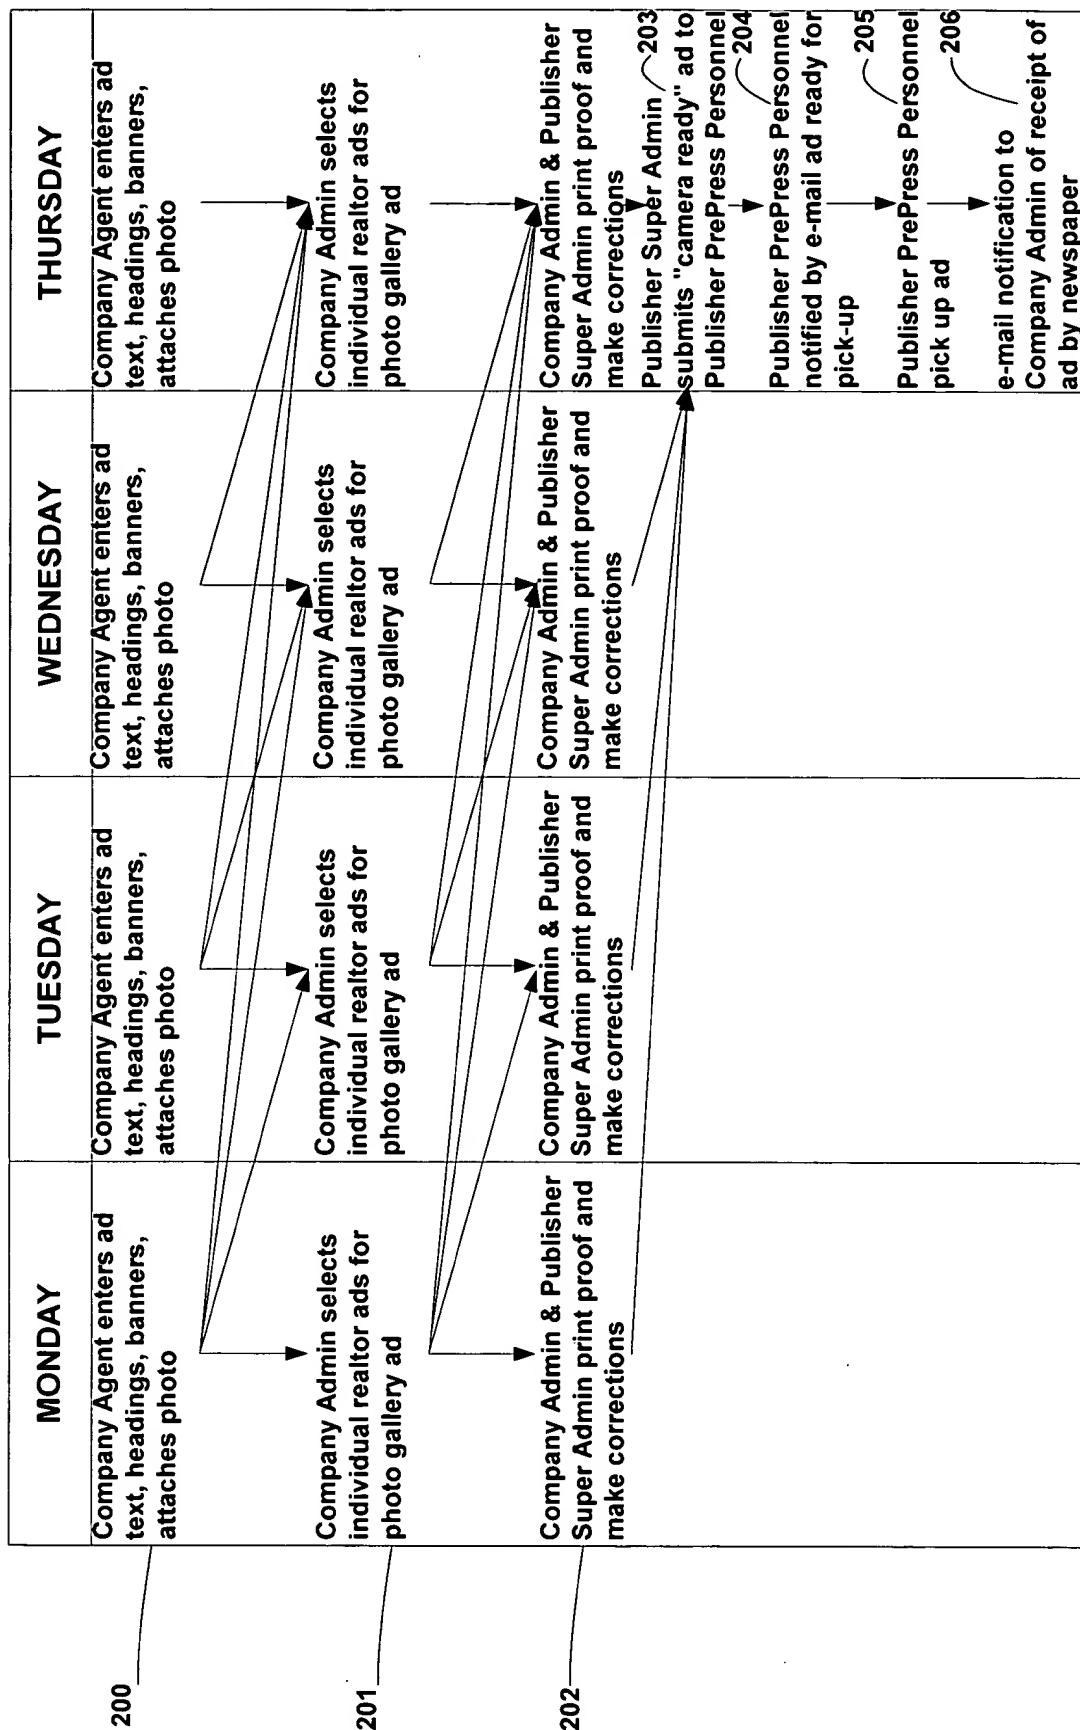 MONDAY
TUESDAY
WEDNESDAY
THURSDAY
200
Company Agent enters ad
text, headings, banners,
attaches photo
Company Agent enters ad
text, headings, banners,
attaches photo
Company Agent enters ad
text, headings, banners,
attaches photo
Company Agent enters ad
text, headings, banners,
attaches photo
201
Company Admin selects
individual realtor ads for
photo gallery ad
Company Admin selects
individual realtor ads for
photo gallery ad
Company Admin selects
individual realtor ads for
photo gallery ad
Company Admin selects
individual realtor ads for
photo gallery ad
202
Company Admin & Publisher
Super Admin print proof and
make corrections
Company Admin & Publisher
Super Admin print proof and
make corrections
Company Admin & Publisher
Super Admin print proof and
make corrections
Company Admin & Publisher
Super Admin print proof and
make corrections
Publisher Super Admin
203
submits "camera ready" ad to
Publisher PrePress Personnel
204
Publisher PrePress Personnel
notified by e-mail ad ready for
pick-up
205
Publisher PrePress Personnel
pick up ad
206
e-mail notification to
Company Admin of receipt of
ad by newspaper